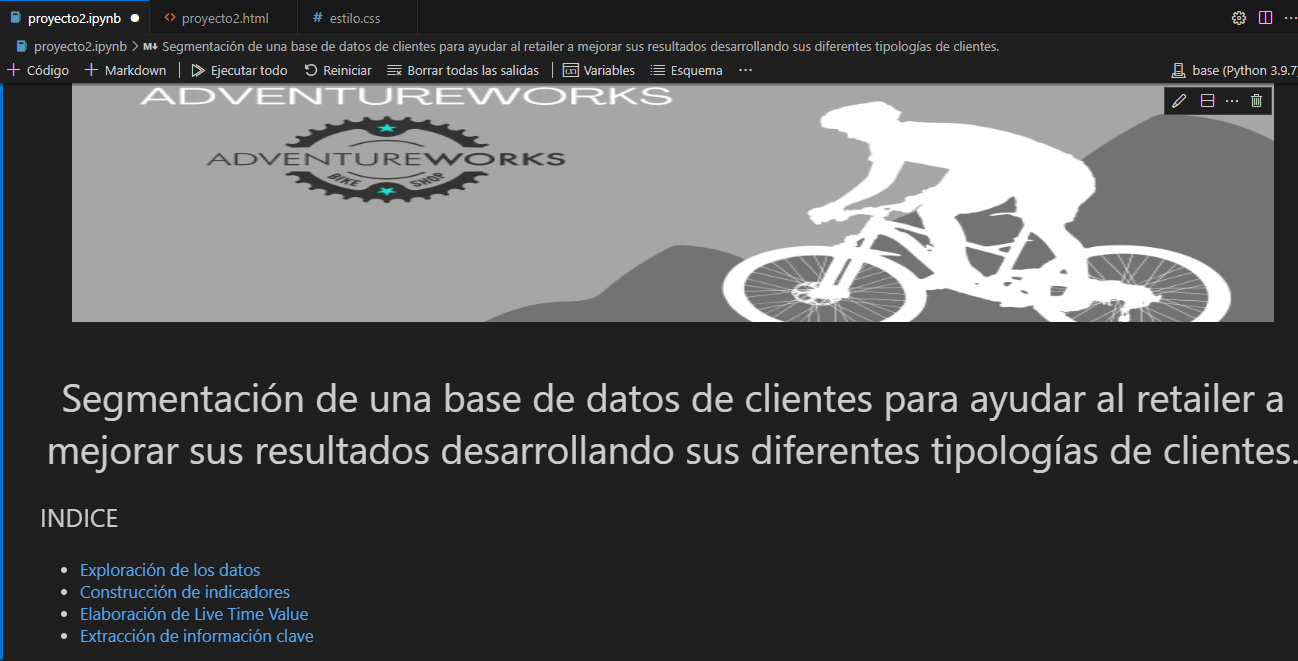 proyecto2.ipynb
proyecto2.html
# estilo.css
proyecto2.ipynb > M↓ Segmentación de una base de datos de clientes para ayudar al retailer a mejorar sus resultados desarrollando sus diferentes tipologías de clientes.
+ Código + Markdown Ejecutar todo Reiniciar Borrar todas las salidas Variables Esquema ··· base (Python 3.9.7
ADVENTUREWORKS
ADVENTUREWORKS
BIKE SHOP
Segmentación de una base de datos de clientes para ayudar al retailer a
mejorar sus resultados desarrollando sus diferentes tipologías de clientes.
INDICE
• Exploración de los datos
• Construcción de indicadores
• Elaboración de Live Time Value
• Extracción de información clave